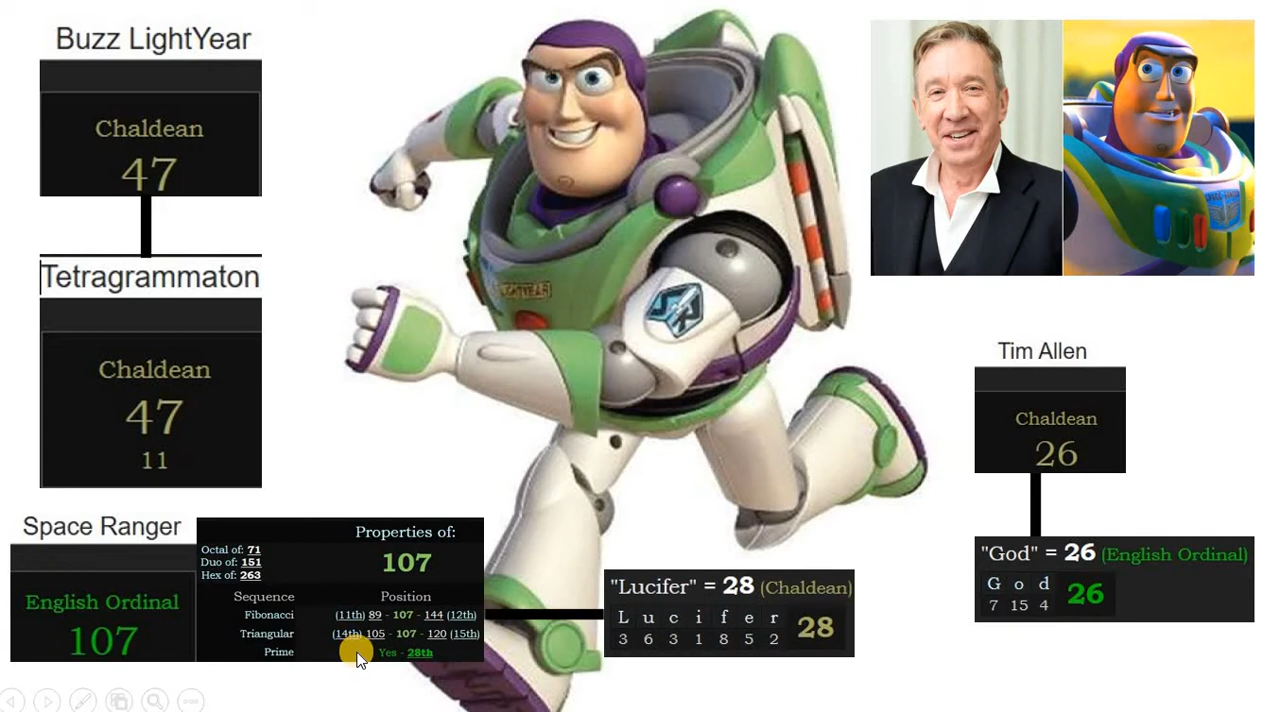 Buzz LightYear
Chaldean
47
Tetragrammaton
Chaldean
47
11
Space Ranger
English Ordinal
107
Properties of:
107
Octal of: 71
Duo of: 151
Hex of: 263
Sequence Position
Fibonacci (11th) 89 - 107 - 144 (12th)
Triangular (14th) 105 - 107 - 120 (15th)
Prime Yes - 28th
LIGHTYEAR
SR
"Lucifer" = 28 (Chaldean)
L u c i f e r
3 6 3 1 8 5 2
28
Tim Allen
Chaldean
26
"God" = 26 (English Ordinal)
G o d
7 15 4
26